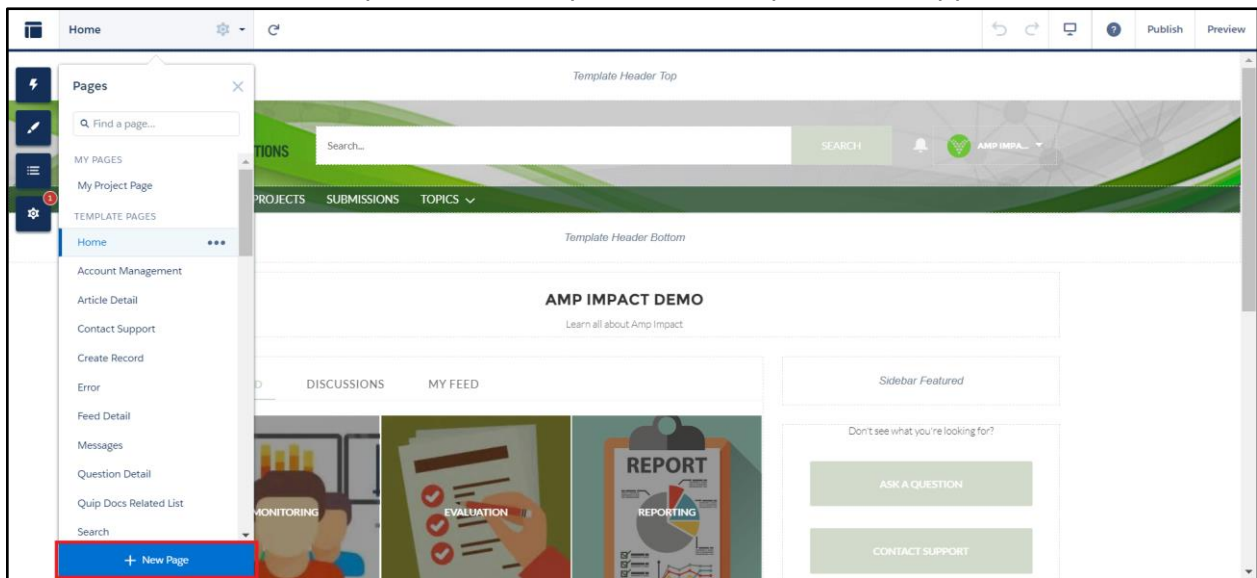 Home
Publish
Preview
Pages
Find a page...
MY PAGES
My Project Page
TEMPLATE PAGES
Home
Account Management
Article Detail
Contact Support
Create Record
Error
Feed Detail
Messages
Question Detail
Quip Docs Related List
Search
+ New Page
1
Template Header Top
TIONS
Search...
SEARCH
AMP IMPA...
PROJECTS
SUBMISSIONS
TOPICS
Template Header Bottom
AMP IMPACT DEMO
Learn all about Amp Impact
D
DISCUSSIONS
MY FEED
MONITORING
EVALUATION
REPORT
REPORTING
Sidebar Featured
Don't see what you're looking for?
ASK A QUESTION
CONTACT SUPPORT